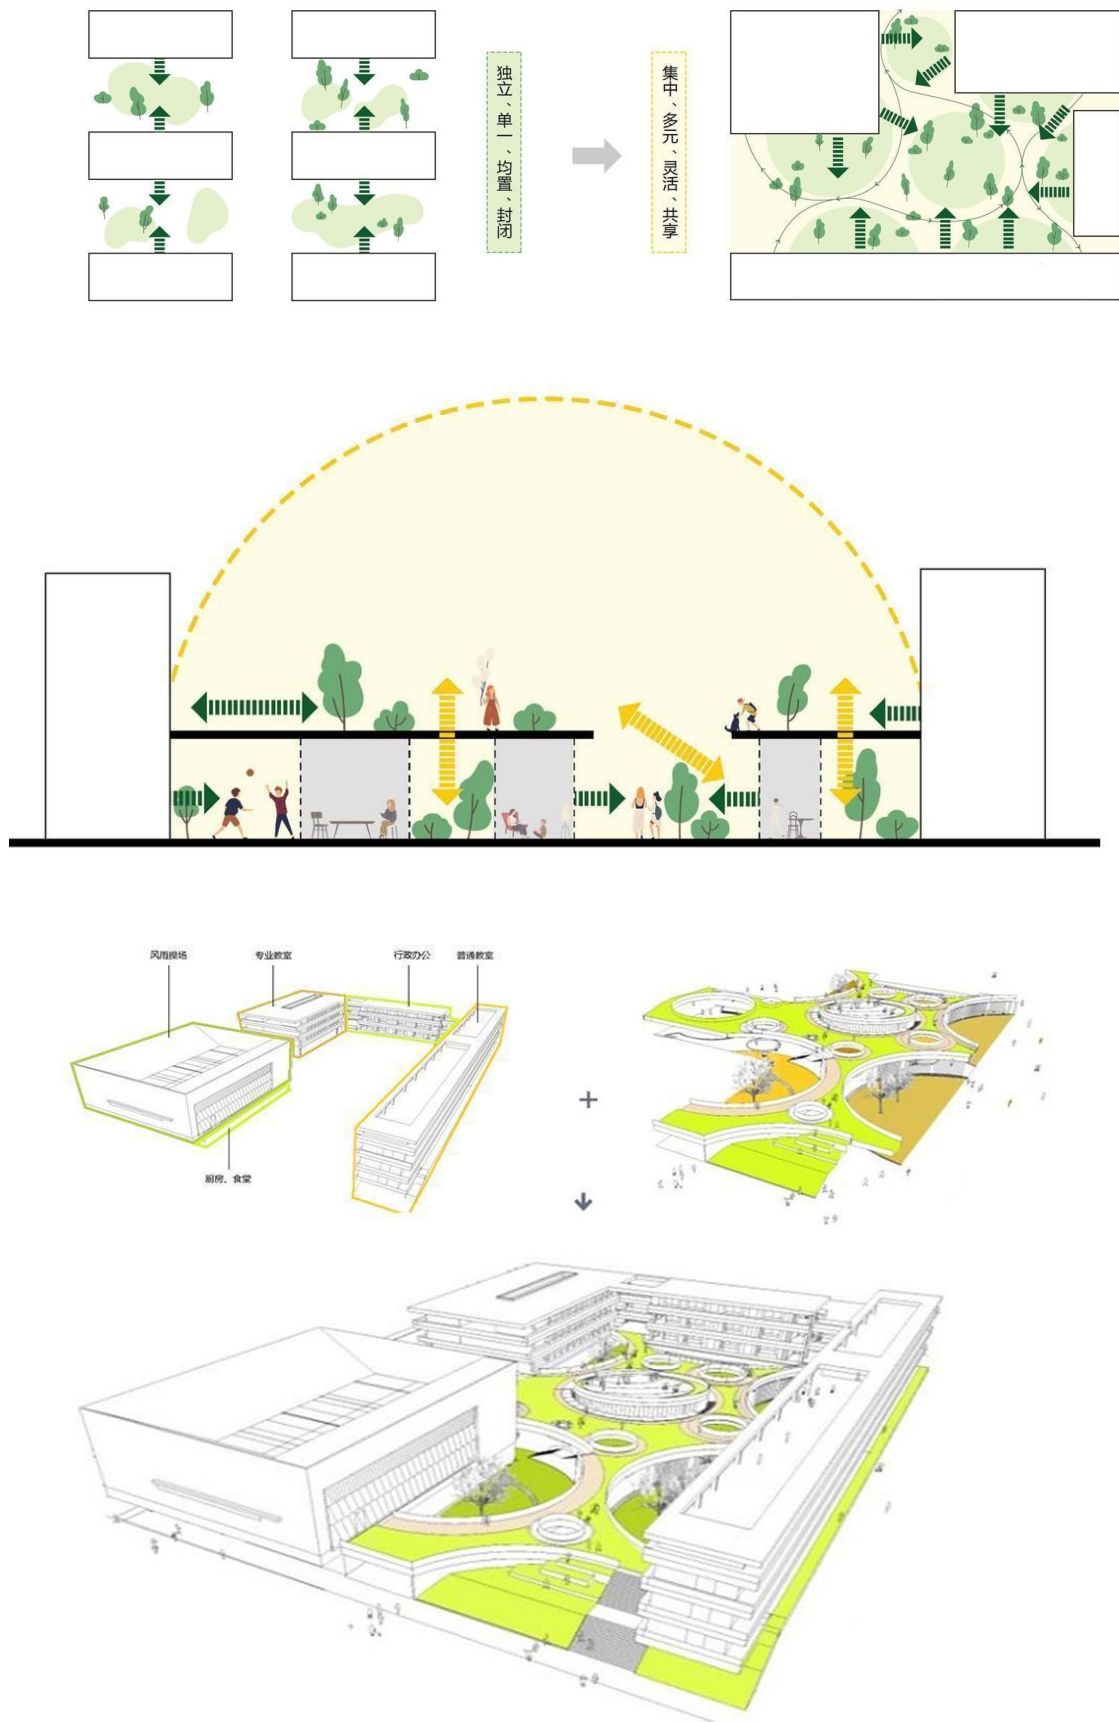 独立、单一、均置、封闭
集中、多元、灵活、共享
风雨操场
专业教室
行政办公
普通教室
厨房、食堂